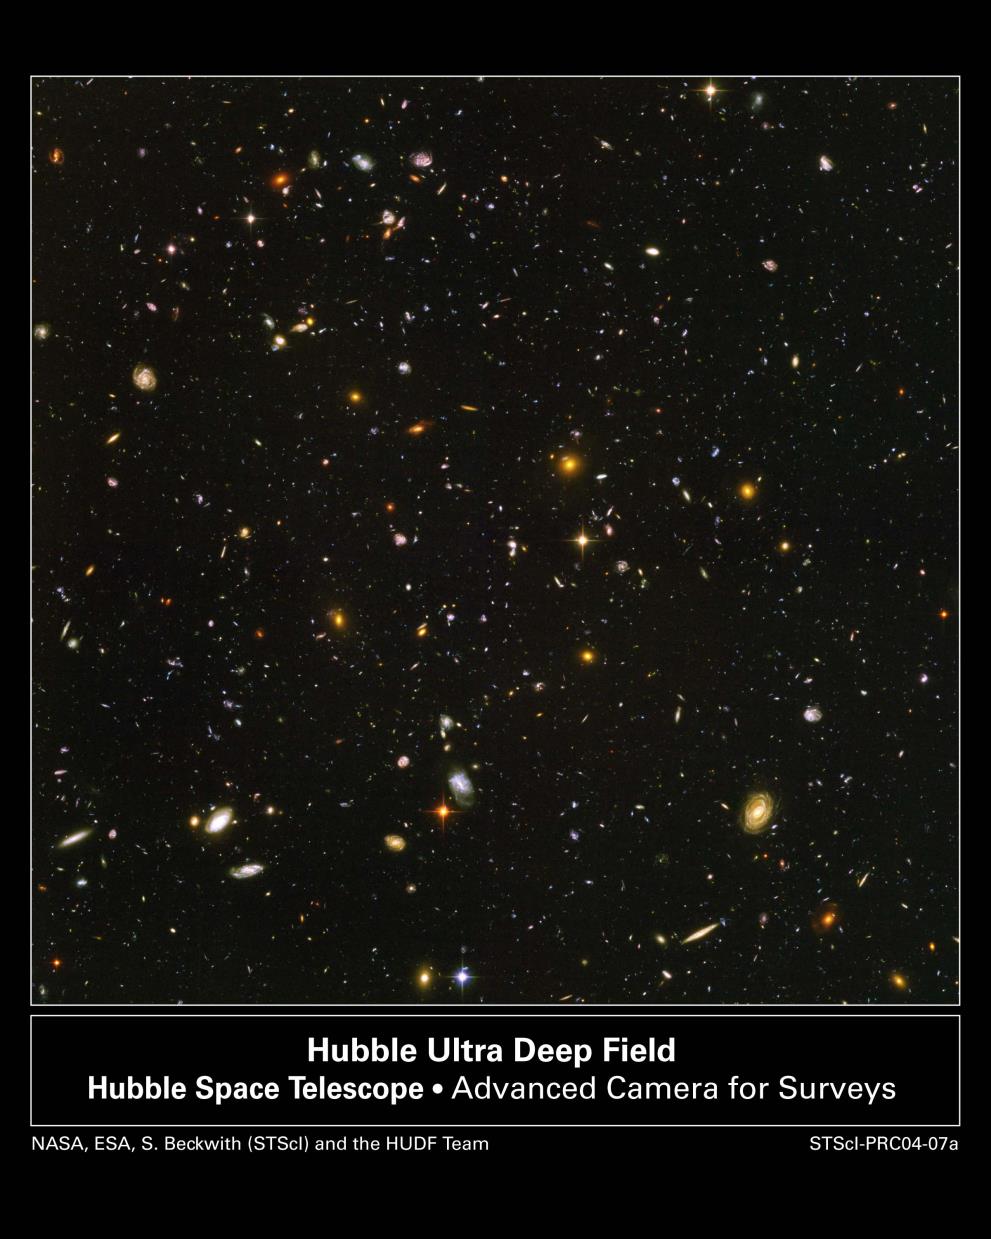 Hubble Ultra Deep Field
Hubble Space Telescope • Advanced Camera for Surveys
NASA, ESA, S. Beckwith (STScI) and the HUDF Team
STScI-PRC04-07a